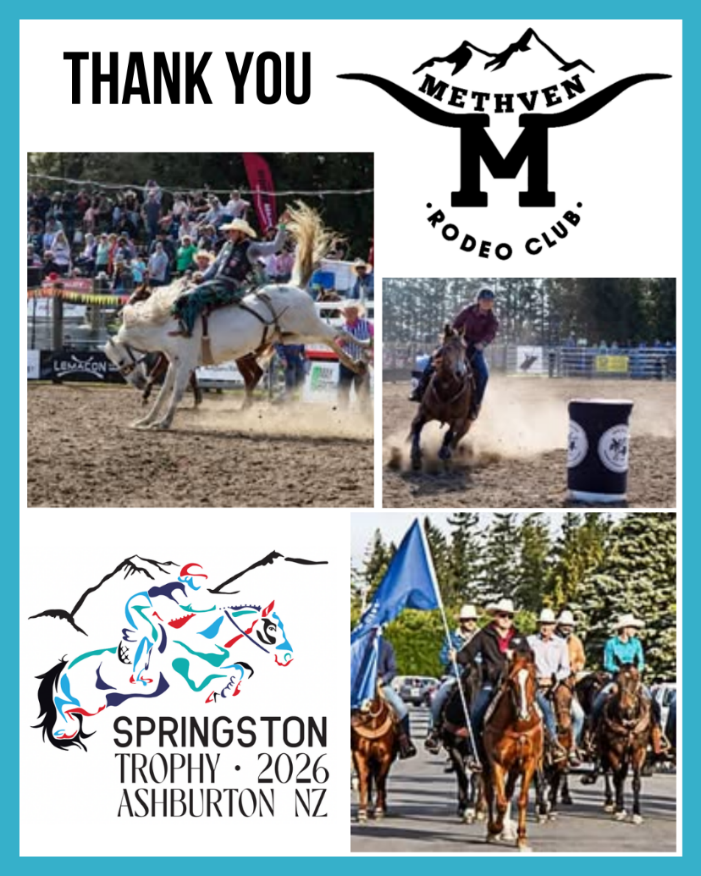 THANK YOU
METHVEN
M
·RODEO CLUB·
LEMACON
SPRINGSTON
TROPHY · 2026
ASHBURTON NZ